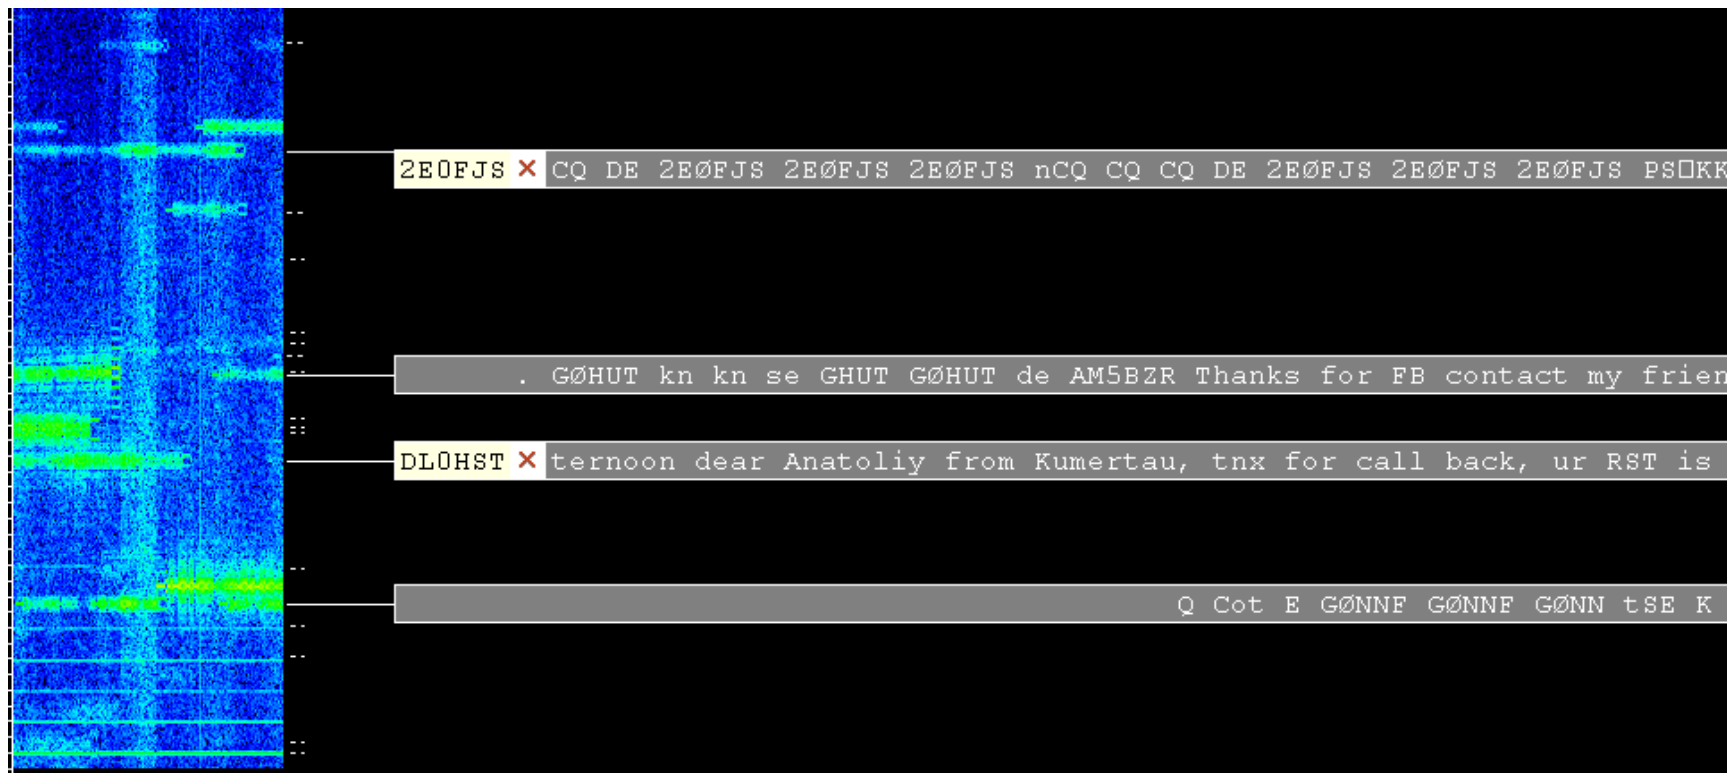 2E0FJS × CQ DE 2EØFJS 2EØFJS 2EØFJS nCQ CQ CQ DE 2EØFJS 2EØFJS 2EØFJS PS□KK
. GØHUT kn kn se GHUT GØHUT de AM5BZR Thanks for FB contact my frien
DL0HST × ternoon dear Anatoliy from Kumertau, tnx for call back, ur RST is
Q Cot E GØNNF GØNNF GØNN tSE K